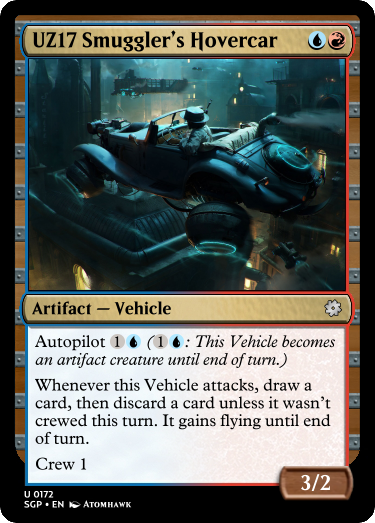 UZ17 Smuggler's Hovercar
Artifact — Vehicle
Autopilot 1U (1U: This Vehicle becomes
an artifact creature until end of turn.)
Whenever this Vehicle attacks, draw a
card, then discard a card unless it wasn't
crewed this turn. It gains flying until end
of turn.
Crew 1
3/2
U 0172
SGP • EN Atomhawk